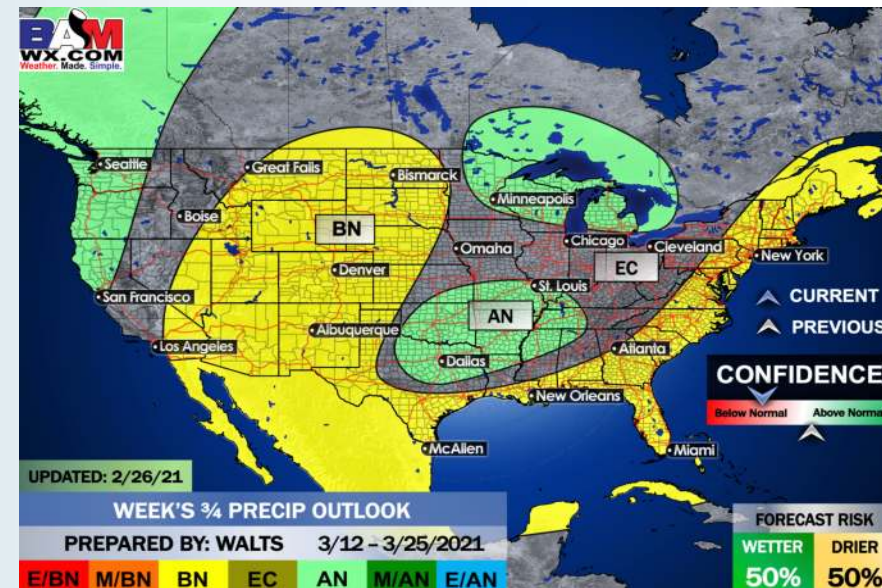 BAM
WX.COM
Weather. Made. Simple.
Seattle
Great Falls
Bismarck
Minneapolis
Boise
BN
Omaha
Chicago
Cleveland
New York
EC
Denver
St. Louis
San Francisco
AN
CURRENT
PREVIOUS
Los Angeles
Albuquerque
Dallas
Atlanta
CONFIDENCE
Below Normal Above Norma
New Orleans
McAllen
Miami
UPDATED: 2/26/21
WEEK'S ¾ PRECIP OUTLOOK
PREPARED BY: WALTS 3/12 – 3/25/2021
E/BN M/BN BN EC AN M/AN E/AN
FORECAST RISK
WETTER DRIER
50% 50%